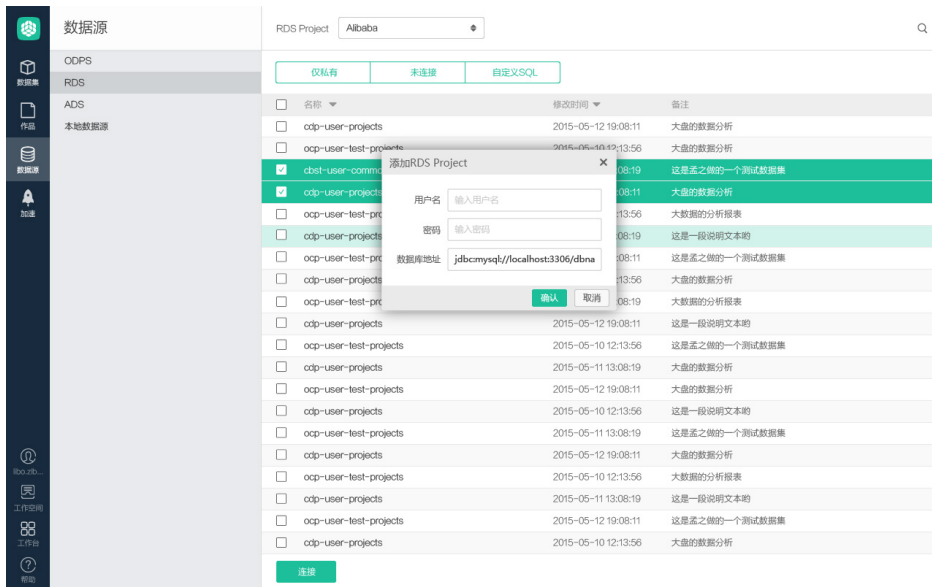 数据源
RDS Project Alibaba
数据集
作品
数据源
加速
libo.zlb...
工作空间
工作台
帮助
ODPS
RDS
ADS
本地数据源
仅私有 未连接 自定义SQL
名称 修改时间 备注
cdp-user-projects 2015-05-12 19:08:11 大盘的数据分析
ocp-user-test-projects 2015-05-10 12:13:56 大盘的数据分析
cbst-user-commo :08:19 这是孟之做的一个测试数据集
cdp-user-projects :08:11 大盘的数据分析
ocp-user-test-pro :13:56 大数据的分析报表
cdp-user-projects :08:19 这是一段说明文本哟
ocp-user-test-pro :08:11 这是孟之做的一个测试数据集
cdp-user-projects :13:56 大盘的数据分析
ocp-user-test-pro :08:19 大数据的分析报表
cdp-user-projects 2015-05-12 19:08:11 这是一段说明文本哟
ocp-user-test-projects 2015-05-10 12:13:56 这是孟之做的一个测试数据集
cdp-user-projects 2015-05-11 13:08:19 大盘的数据分析
ocp-user-test-projects 2015-05-12 19:08:11 大盘的数据分析
cdp-user-projects 2015-05-10 12:13:56 这是一段说明文本哟
ocp-user-test-projects 2015-05-11 13:08:19 这是孟之做的一个测试数据集
cdp-user-projects 2015-05-12 19:08:11 大盘的数据分析
ocp-user-test-projects 2015-05-10 12:13:56 大数据的分析报表
cdp-user-projects 2015-05-11 13:08:19 这是一段说明文本哟
ocp-user-test-projects 2015-05-12 19:08:11 这是孟之做的一个测试数据集
cdp-user-projects 2015-05-10 12:13:56 大盘的数据分析
连接
添加RDS Project
用户名 输入用户名
密码 输入密码
数据库地址 jdbc:mysql://localhost:3306/dbna
确认 取消